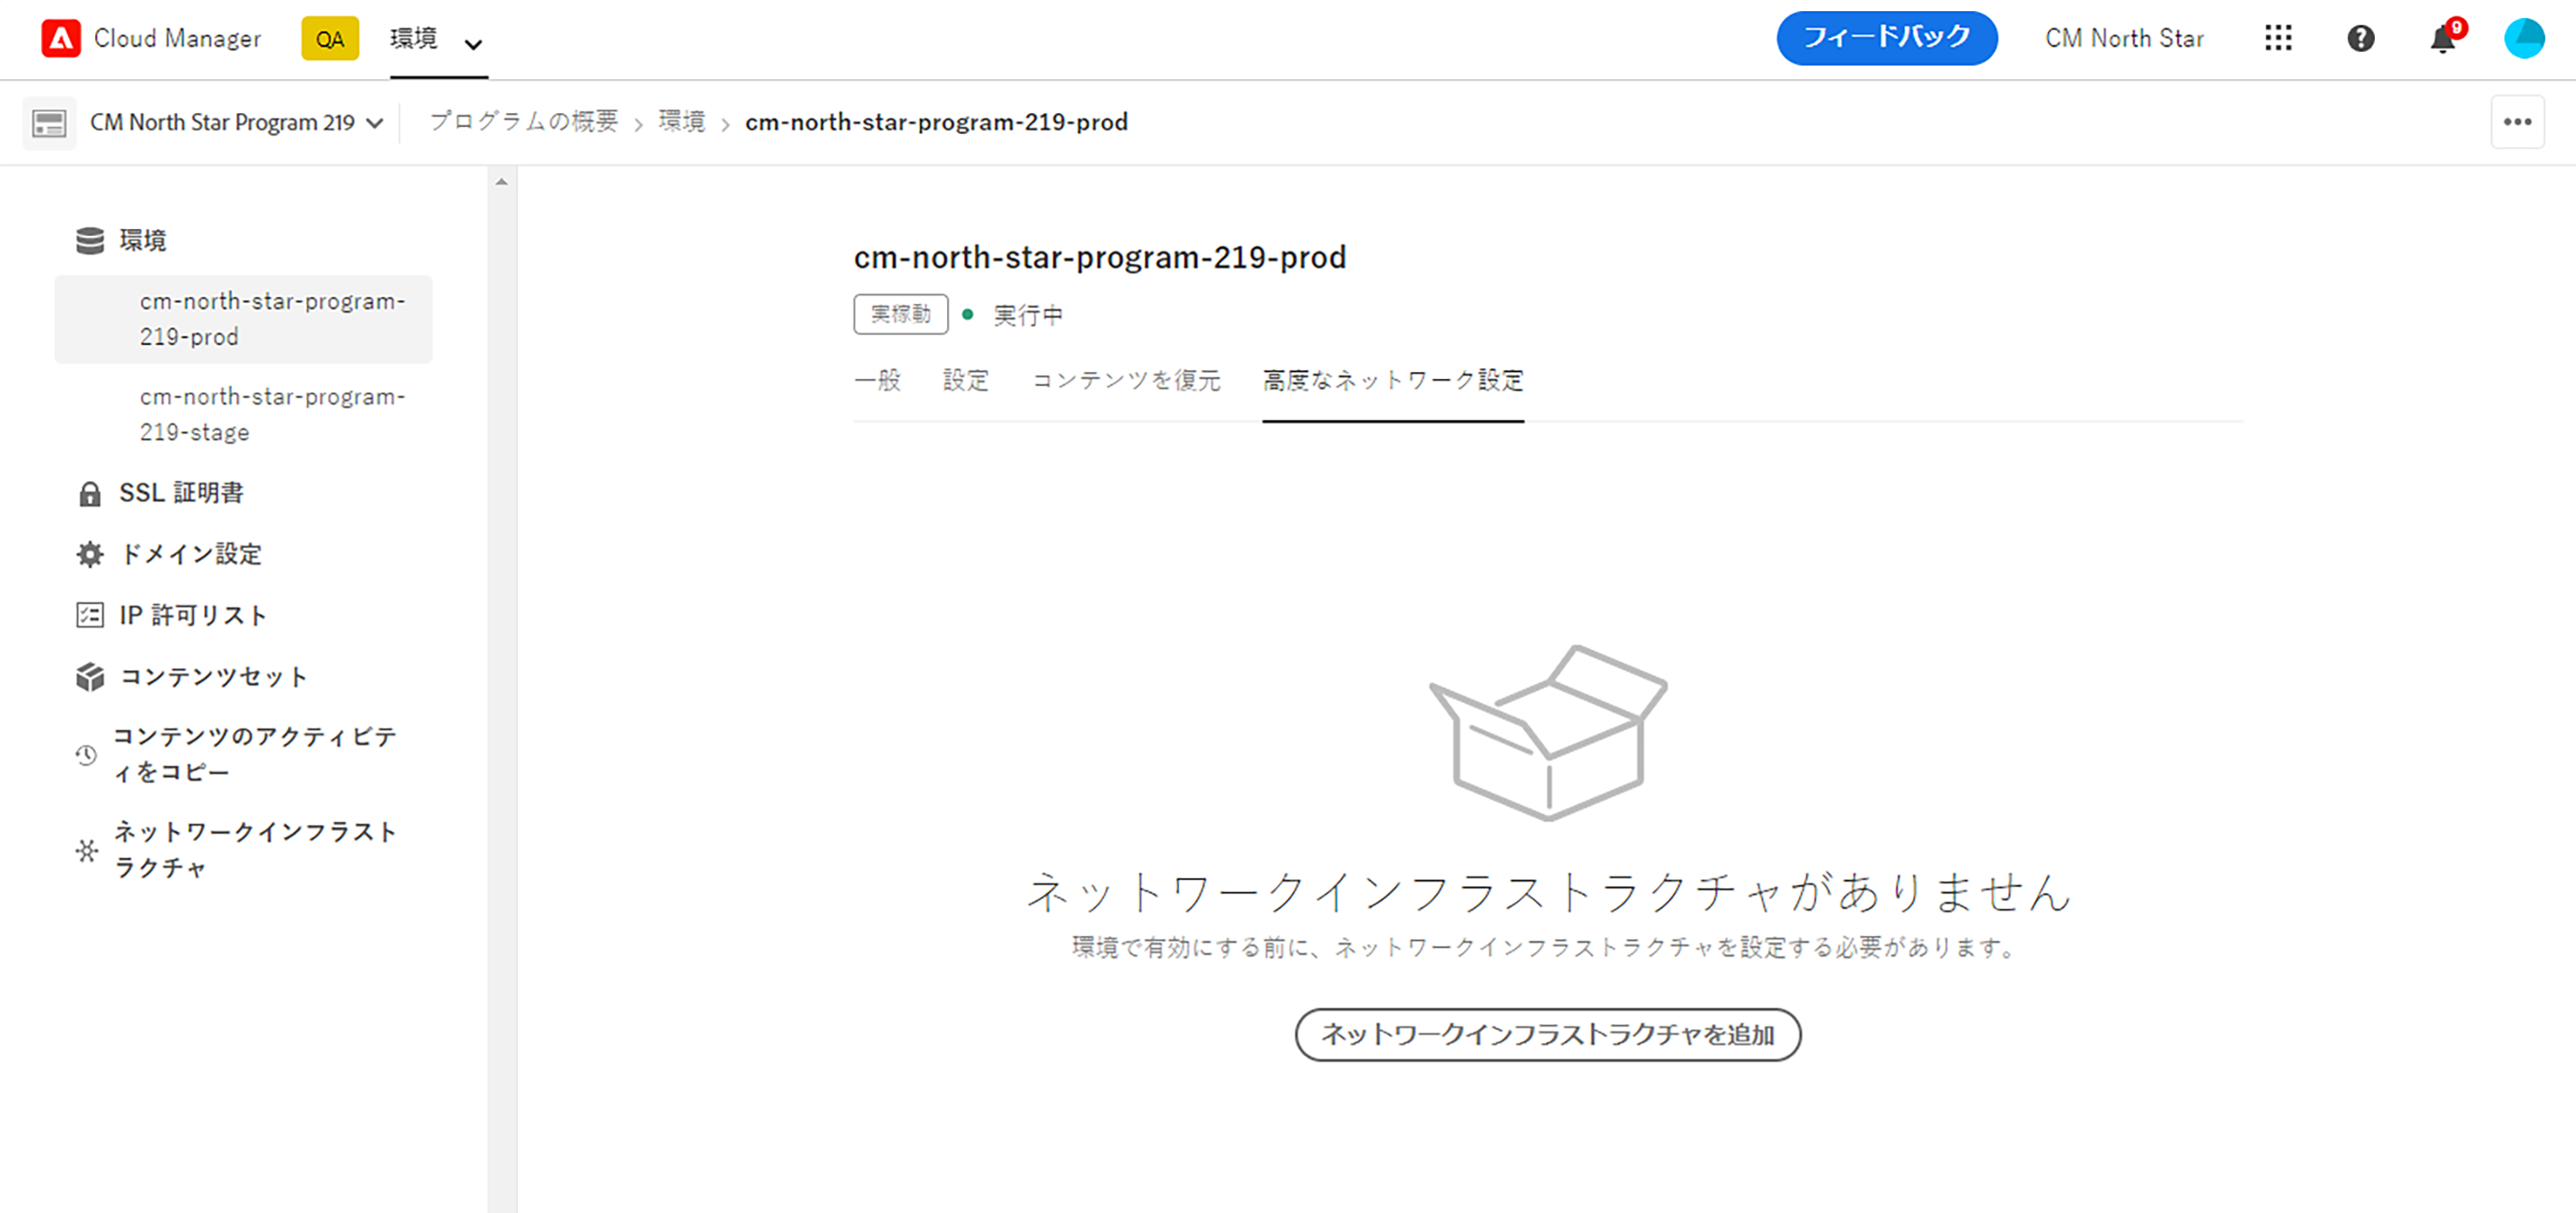 Cloud Manager QA 環境 フィードバック CM North Star 9
CM North Star Program 219 プログラムの概要 環境 cm-north-star-program-219-prod
環境
cm-north-star-program-
219-prod
cm-north-star-program-
219-stage
SSL 証明書
ドメイン設定
IP 許可リスト
コンテンツセット
コンテンツのアクティビテ
ィをコピー
ネットワークインフラスト
ラクチャ
cm-north-star-program-219-prod
実稼動 実行中
一般 設定 コンテンツを復元 高度なネットワーク設定
ネットワークインフラストラクチャがありません
環境で有効にする前に、ネットワークインフラストラクチャを設定する必要があります。
ネットワークインフラストラクチャを追加